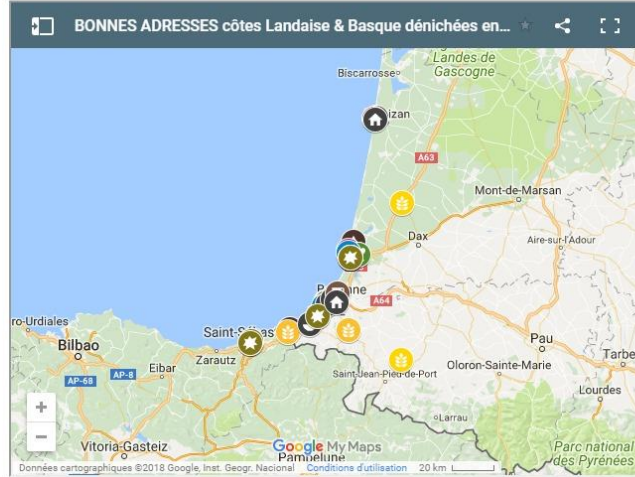 BONNES ADRESSES côtes Landaise & Basque dénichées en...
Landes de
Gascogne
Biscarrosse
izan
A63
Mont-de-Marsan
Dax
Aire-sur-l'Adour
nne
A64
ro-Urdiales
Saint-Sébas
Bilbao
Zarautz
Eibar
AP-68
AP-8
Pau
Tarbe
Saint-Jean-Pied-de-Port
Oloron-Sainte-Marie
Lourdes
Larrau
+
−
Vitoria-Gasteiz
Google My Maps
Pampelune
Parc national
des Pyrénées
Données cartographiques ©2018 Google, Inst. Geogr. Nacional
Conditions d'utilisation
20 km